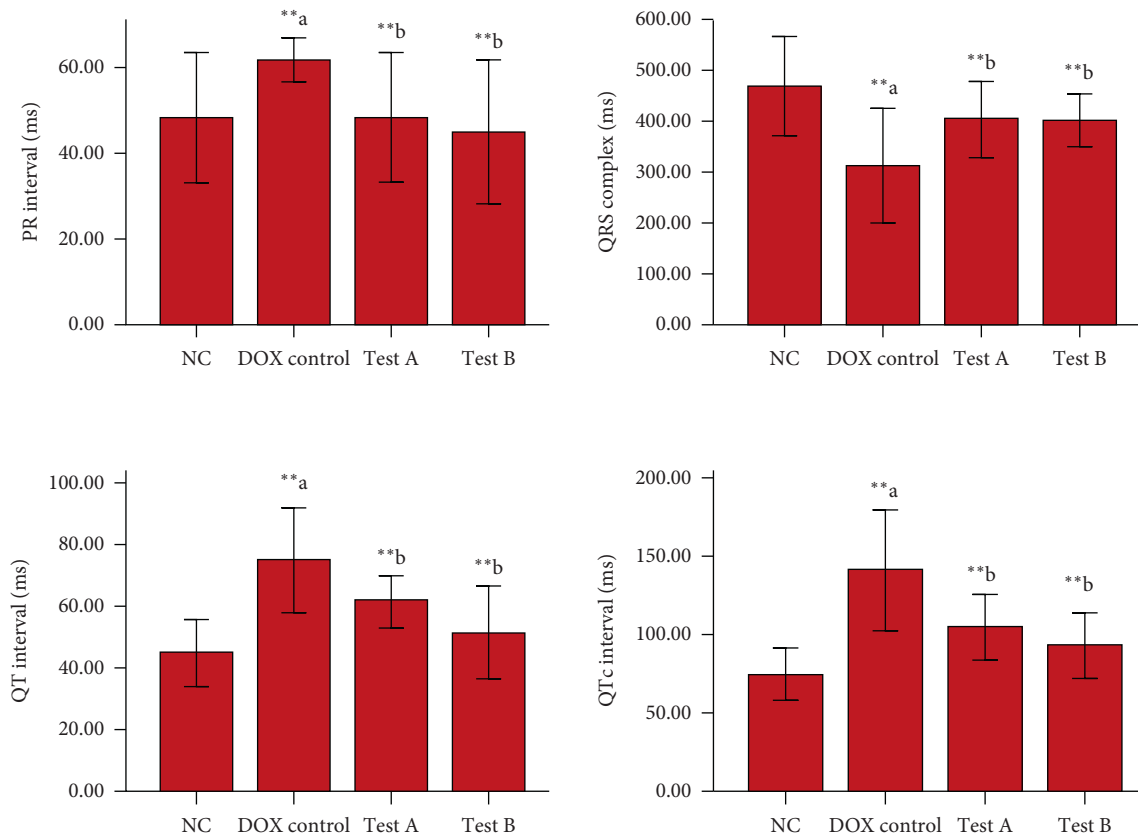 PR interval (ms)
60.00
40.00
20.00
0.00
**a
**b
**b
NC
DOX control
Test A
Test B
QRS complex (ms)
600.00
500.00
400.00
300.00
200.00
100.00
0.00
**a
**b
**b
NC
DOX control
Test A
Test B
QT interval (ms)
100.00
80.00
60.00
40.00
20.00
0.00
**a
**b
**b
NC
DOX control
Test A
Test B
QTc interval (ms)
200.00
150.00
100.00
50.00
0.00
**a
**b
**b
NC
DOX control
Test A
Test B